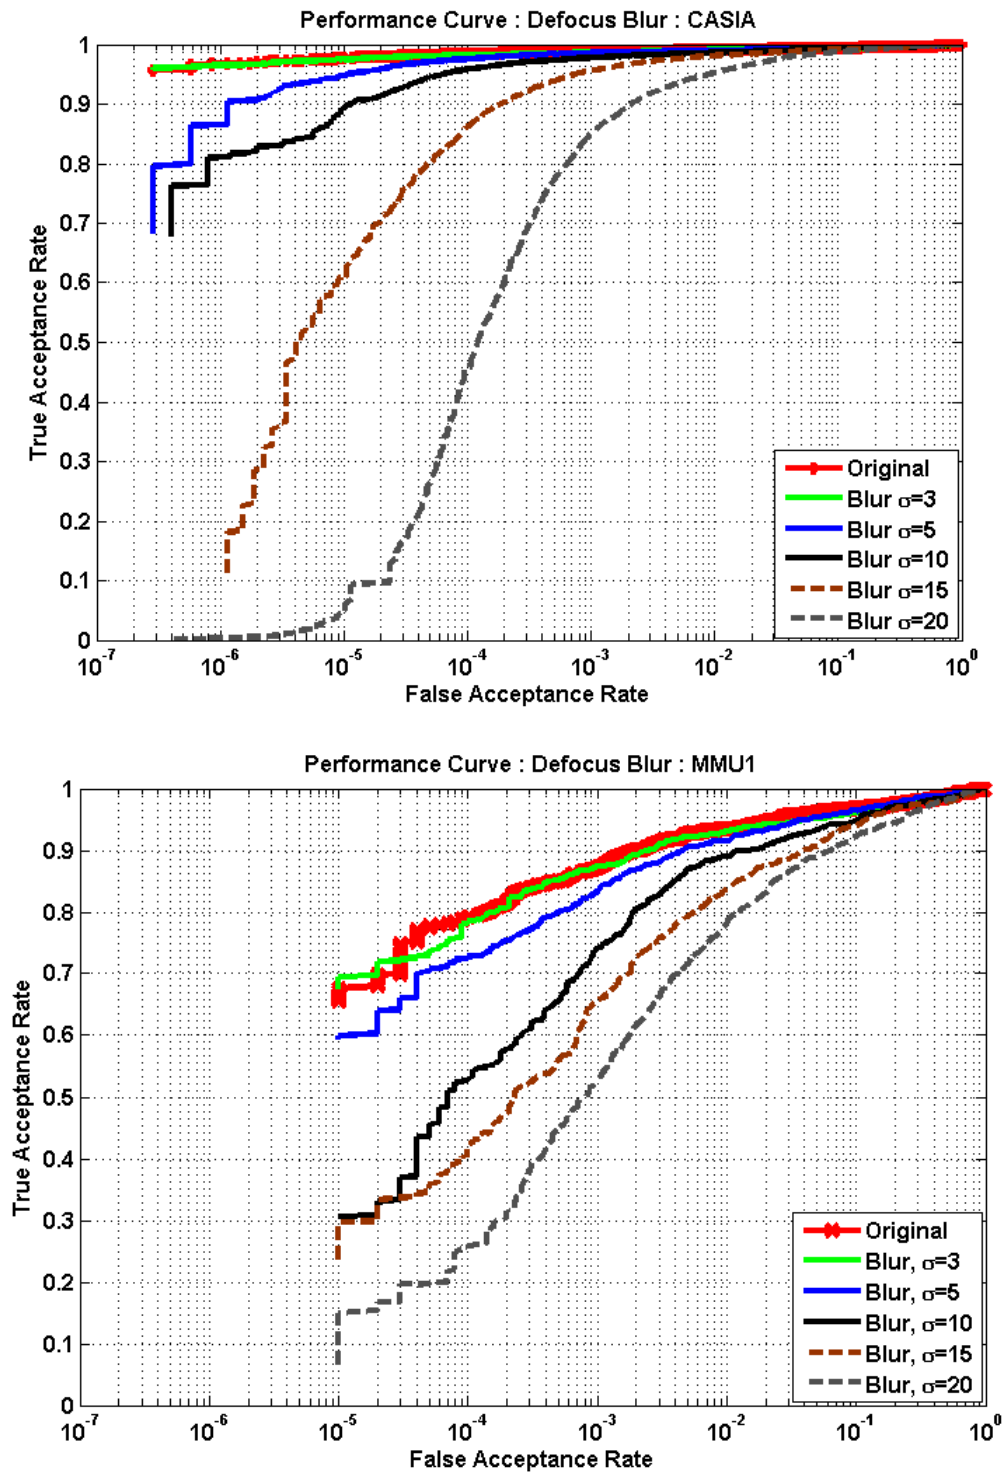 Performance Curve : Defocus Blur : CASIA
1
0.9
0.8
0.7
0.6
0.5
0.4
0.3
0.2
0.1
0
True Acceptance Rate
Original
Blur σ=3
Blur σ=5
Blur σ=10
Blur σ=15
Blur σ=20
10⁻⁷ 10⁻⁶ 10⁻⁵ 10⁻⁴ 10⁻³ 10⁻² 10⁻¹ 10⁰
False Acceptance Rate
Performance Curve : Defocus Blur : MMU1
1
0.9
0.8
0.7
0.6
0.5
0.4
0.3
0.2
0.1
0
True Acceptance Rate
Original
Blur, σ=3
Blur, σ=5
Blur, σ=10
Blur, σ=15
Blur, σ=20
10⁻⁷ 10⁻⁶ 10⁻⁵ 10⁻⁴ 10⁻³ 10⁻² 10⁻¹ 10⁰
False Acceptance Rate